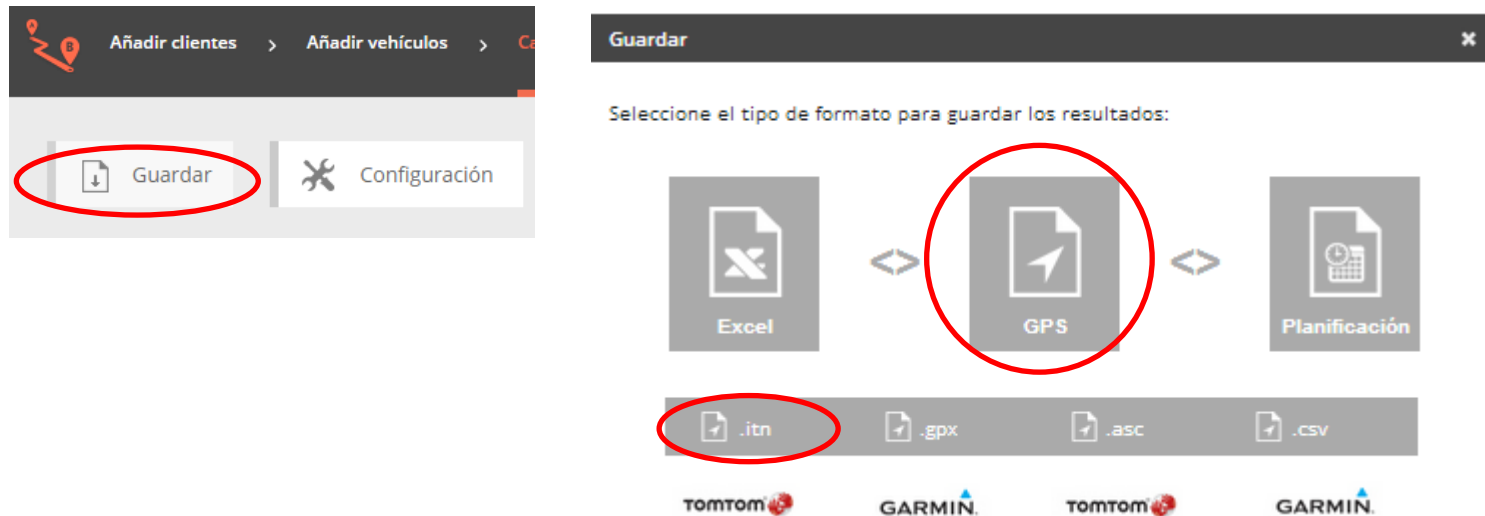 Añadir clientes > Añadir vehículos > Ca
Guardar
Configuración
Guardar ×
Seleccione el tipo de formato para guardar los resultados:
Excel <> GPS <> Planificación
.itn .gpx .asc .csv
TOMTOM GARMIN. TOMTOM GARMIN.